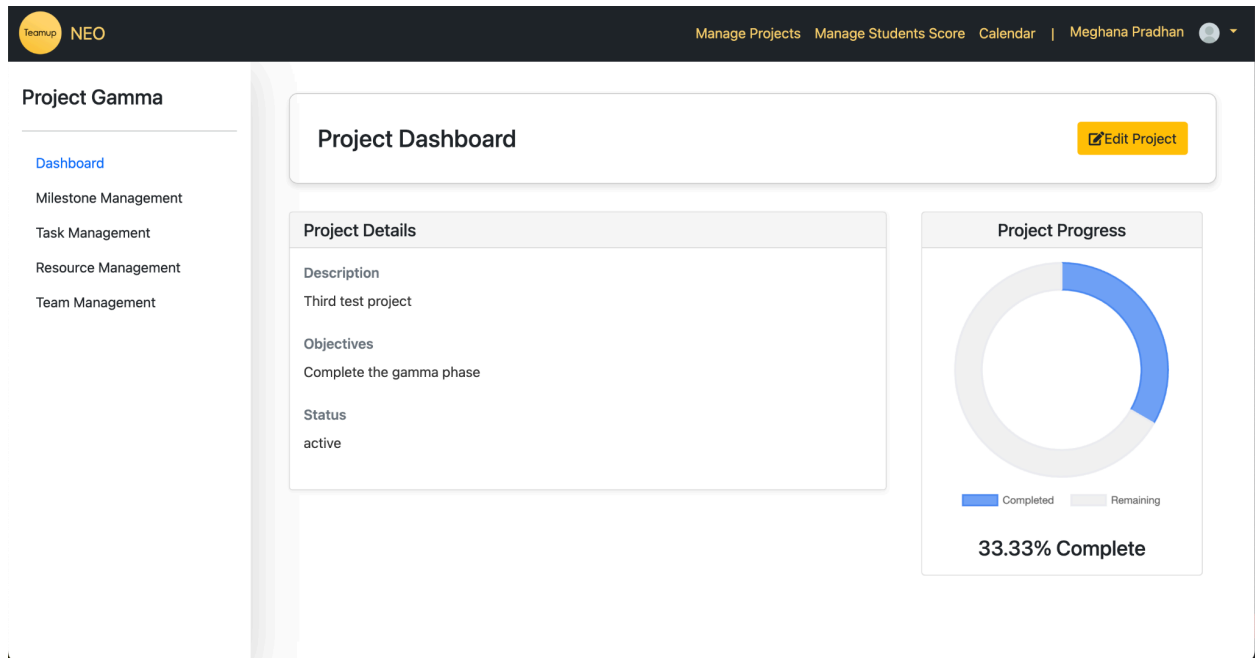 Teamup NEO Manage Projects Manage Students Score Calendar | Meghana Pradhan
Project Gamma
Dashboard
Milestone Management
Task Management
Resource Management
Team Management
Project Dashboard
Edit Project
Project Details
Description
Third test project
Objectives
Complete the gamma phase
Status
active
Project Progress
Completed Remaining
33.33% Complete